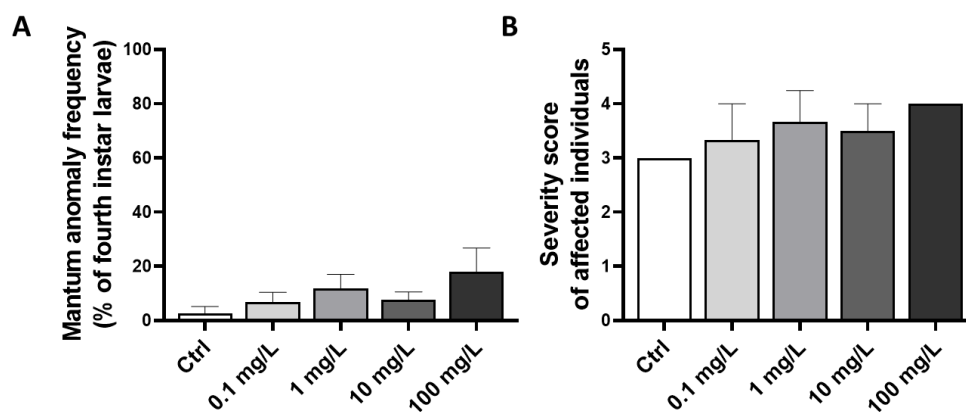 A
Mantum anomaly frequency
(% of fourth instar larvae)
100
80
60
40
20
0
Ctrl
0.1 mg/L
1 mg/L
10 mg/L
100 mg/L
B
Severity score
of affected individuals
5
4
3
2
1
0
Ctrl
0.1 mg/L
1 mg/L
10 mg/L
100 mg/L